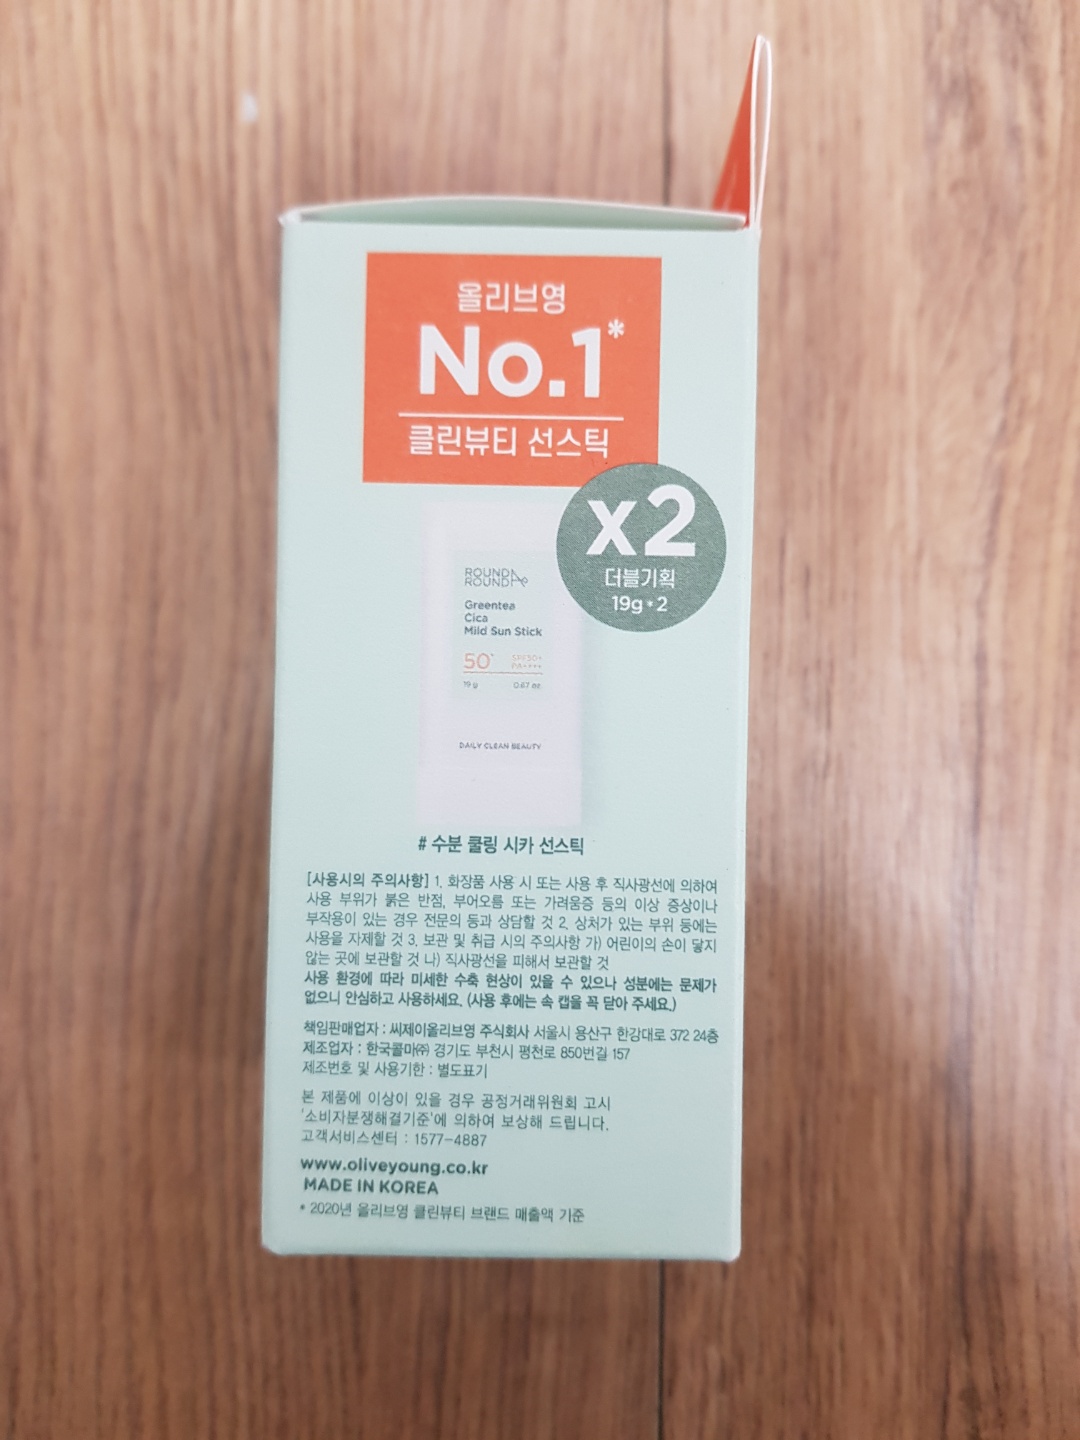 올리브영
No.1*
클린뷰티 선스틱
x2
더블기획
19g*2
ROUND A
ROUND
Greentea
Cica
Mild Sun Stick
50+
SPF50+
PA++++
19 g
0.67 oz.
DAILY CLEAN BEAUTY
# 수분 쿨링 시카 선스틱
[사용시의 주의사항] 1. 화장품 사용 시 또는 사용 후 직사광선에 의하여
사용 부위가 붉은 반점, 부어오름 또는 가려움증 등의 이상 증상이나
부작용이 있는 경우 전문의 등과 상담할 것 2. 상처가 있는 부위 등에는
사용을 자제할 것 3. 보관 및 취급 시의 주의사항 가) 어린이의 손이 닿지
않는 곳에 보관할 것 나) 직사광선을 피해서 보관할 것
사용 환경에 따라 미세한 수축 현상이 있을 수 있으나 성분에는 문제가
없으니 안심하고 사용하세요. (사용 후에는 속 캡을 꼭 닫아 주세요.)
책임판매업자 : 씨제이올리브영 주식회사 서울시 용산구 한강대로 372 24층
제조업자 : 한국콜마㈜ 경기도 부천시 평천로 850번길 157
제조번호 및 사용기한 : 별도표기
본 제품에 이상이 있을 경우 공정거래위원회 고시
'소비자분쟁해결기준'에 의하여 보상해 드립니다.
고객서비스센터 : 1577-4887
www.oliveyoung.co.kr
MADE IN KOREA
* 2020년 올리브영 클린뷰티 브랜드 매출액 기준